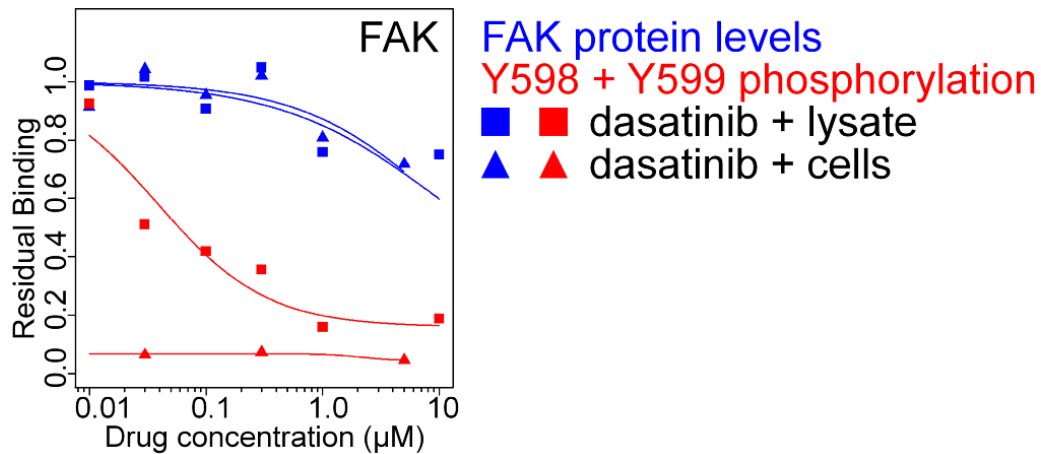 FAK
FAK protein levels
Y598 + Y599 phosphorylation
dasatinib + lysate
dasatinib + cells
Residual Binding
1.0
0.8
0.6
0.4
0.2
0.0
0.01
0.1
1.0
10
Drug concentration (μM)